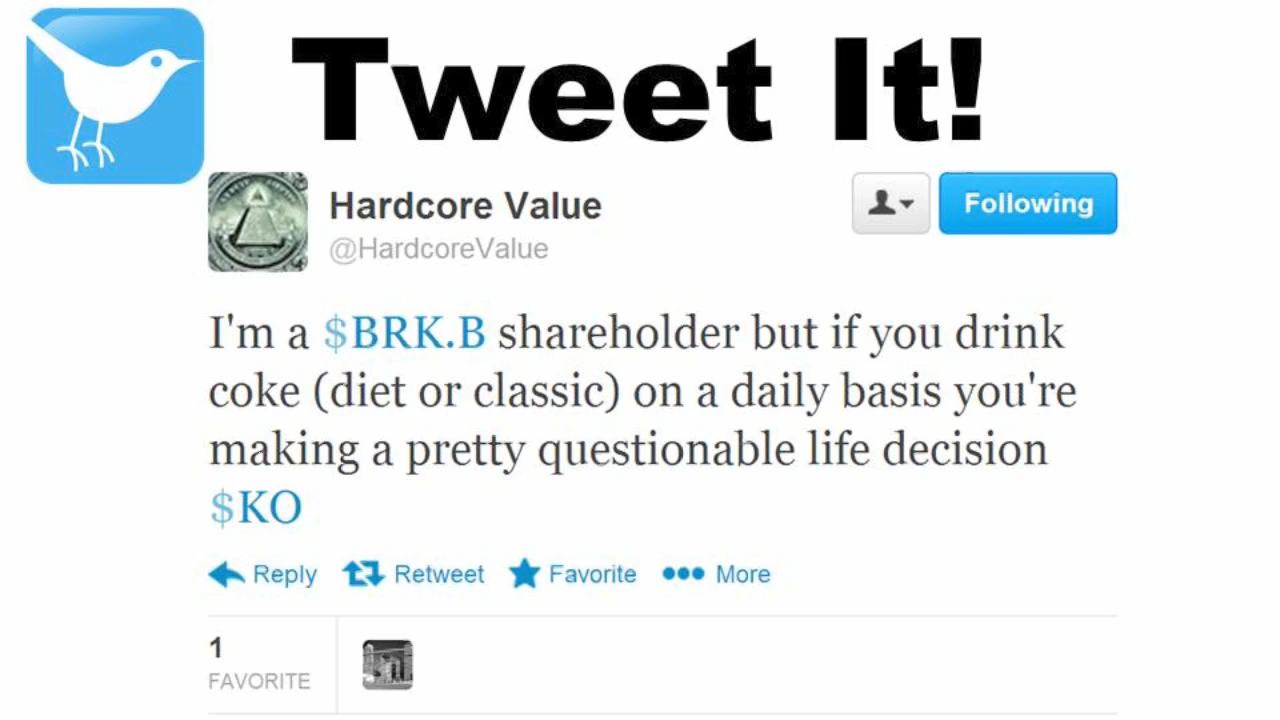 Tweet It!
Hardcore Value
@HardcoreValue
Following
I'm a $BRK.B shareholder but if you drink
coke (diet or classic) on a daily basis you're
making a pretty questionable life decision
$KO
Reply Retweet Favorite More
1
FAVORITE